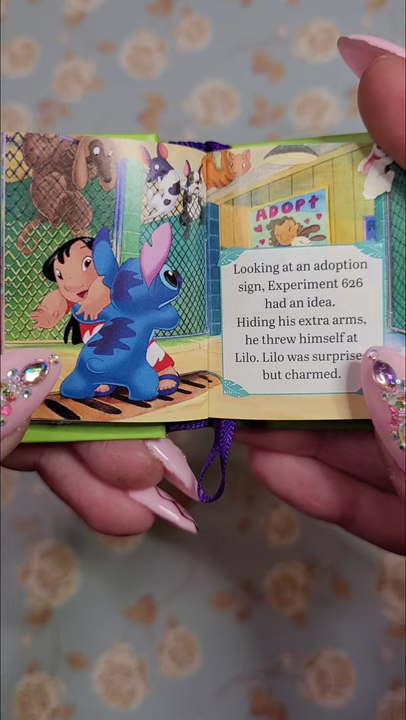 ADOPT
Looking at an adoption
sign, Experiment 626
had an idea.
Hiding his extra arms,
he threw himself at
Lilo. Lilo was surprise
but charmed.